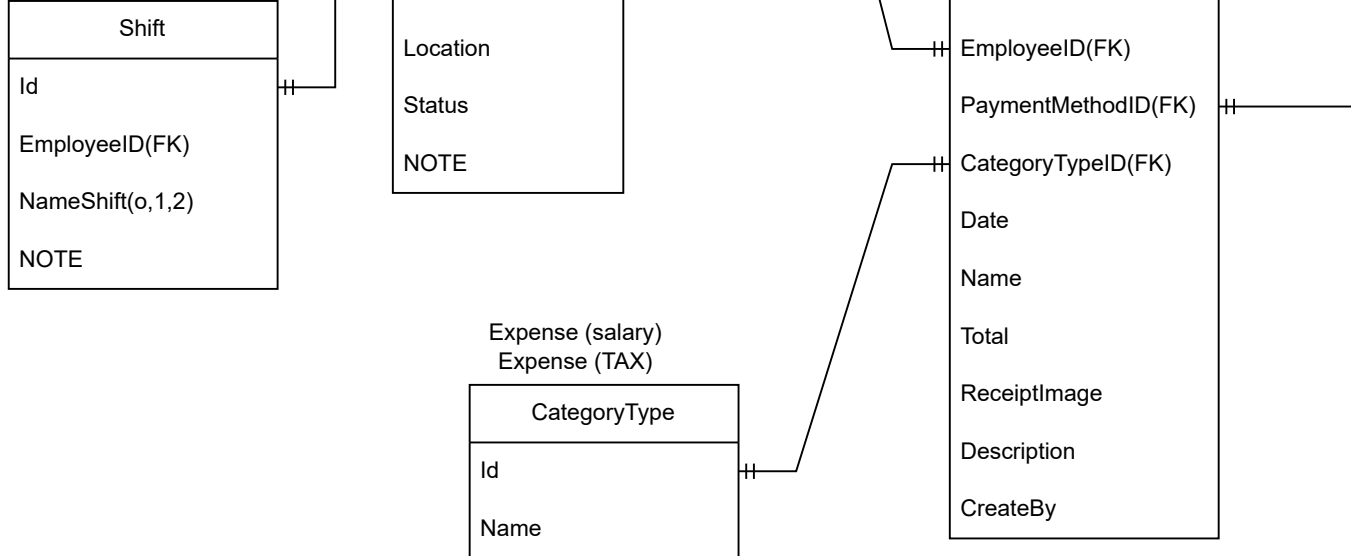 Shift
Id
EmployeeID(FK)
NameShift(o,1,2)
NOTE
Location
Status
NOTE
Expense (salary)
Expense (TAX)
CategoryType
Id
Name
EmployeeID(FK)
PaymentMethodID(FK)
CategoryTypeID(FK)
Date
Name
Total
ReceiptImage
Description
CreateBy